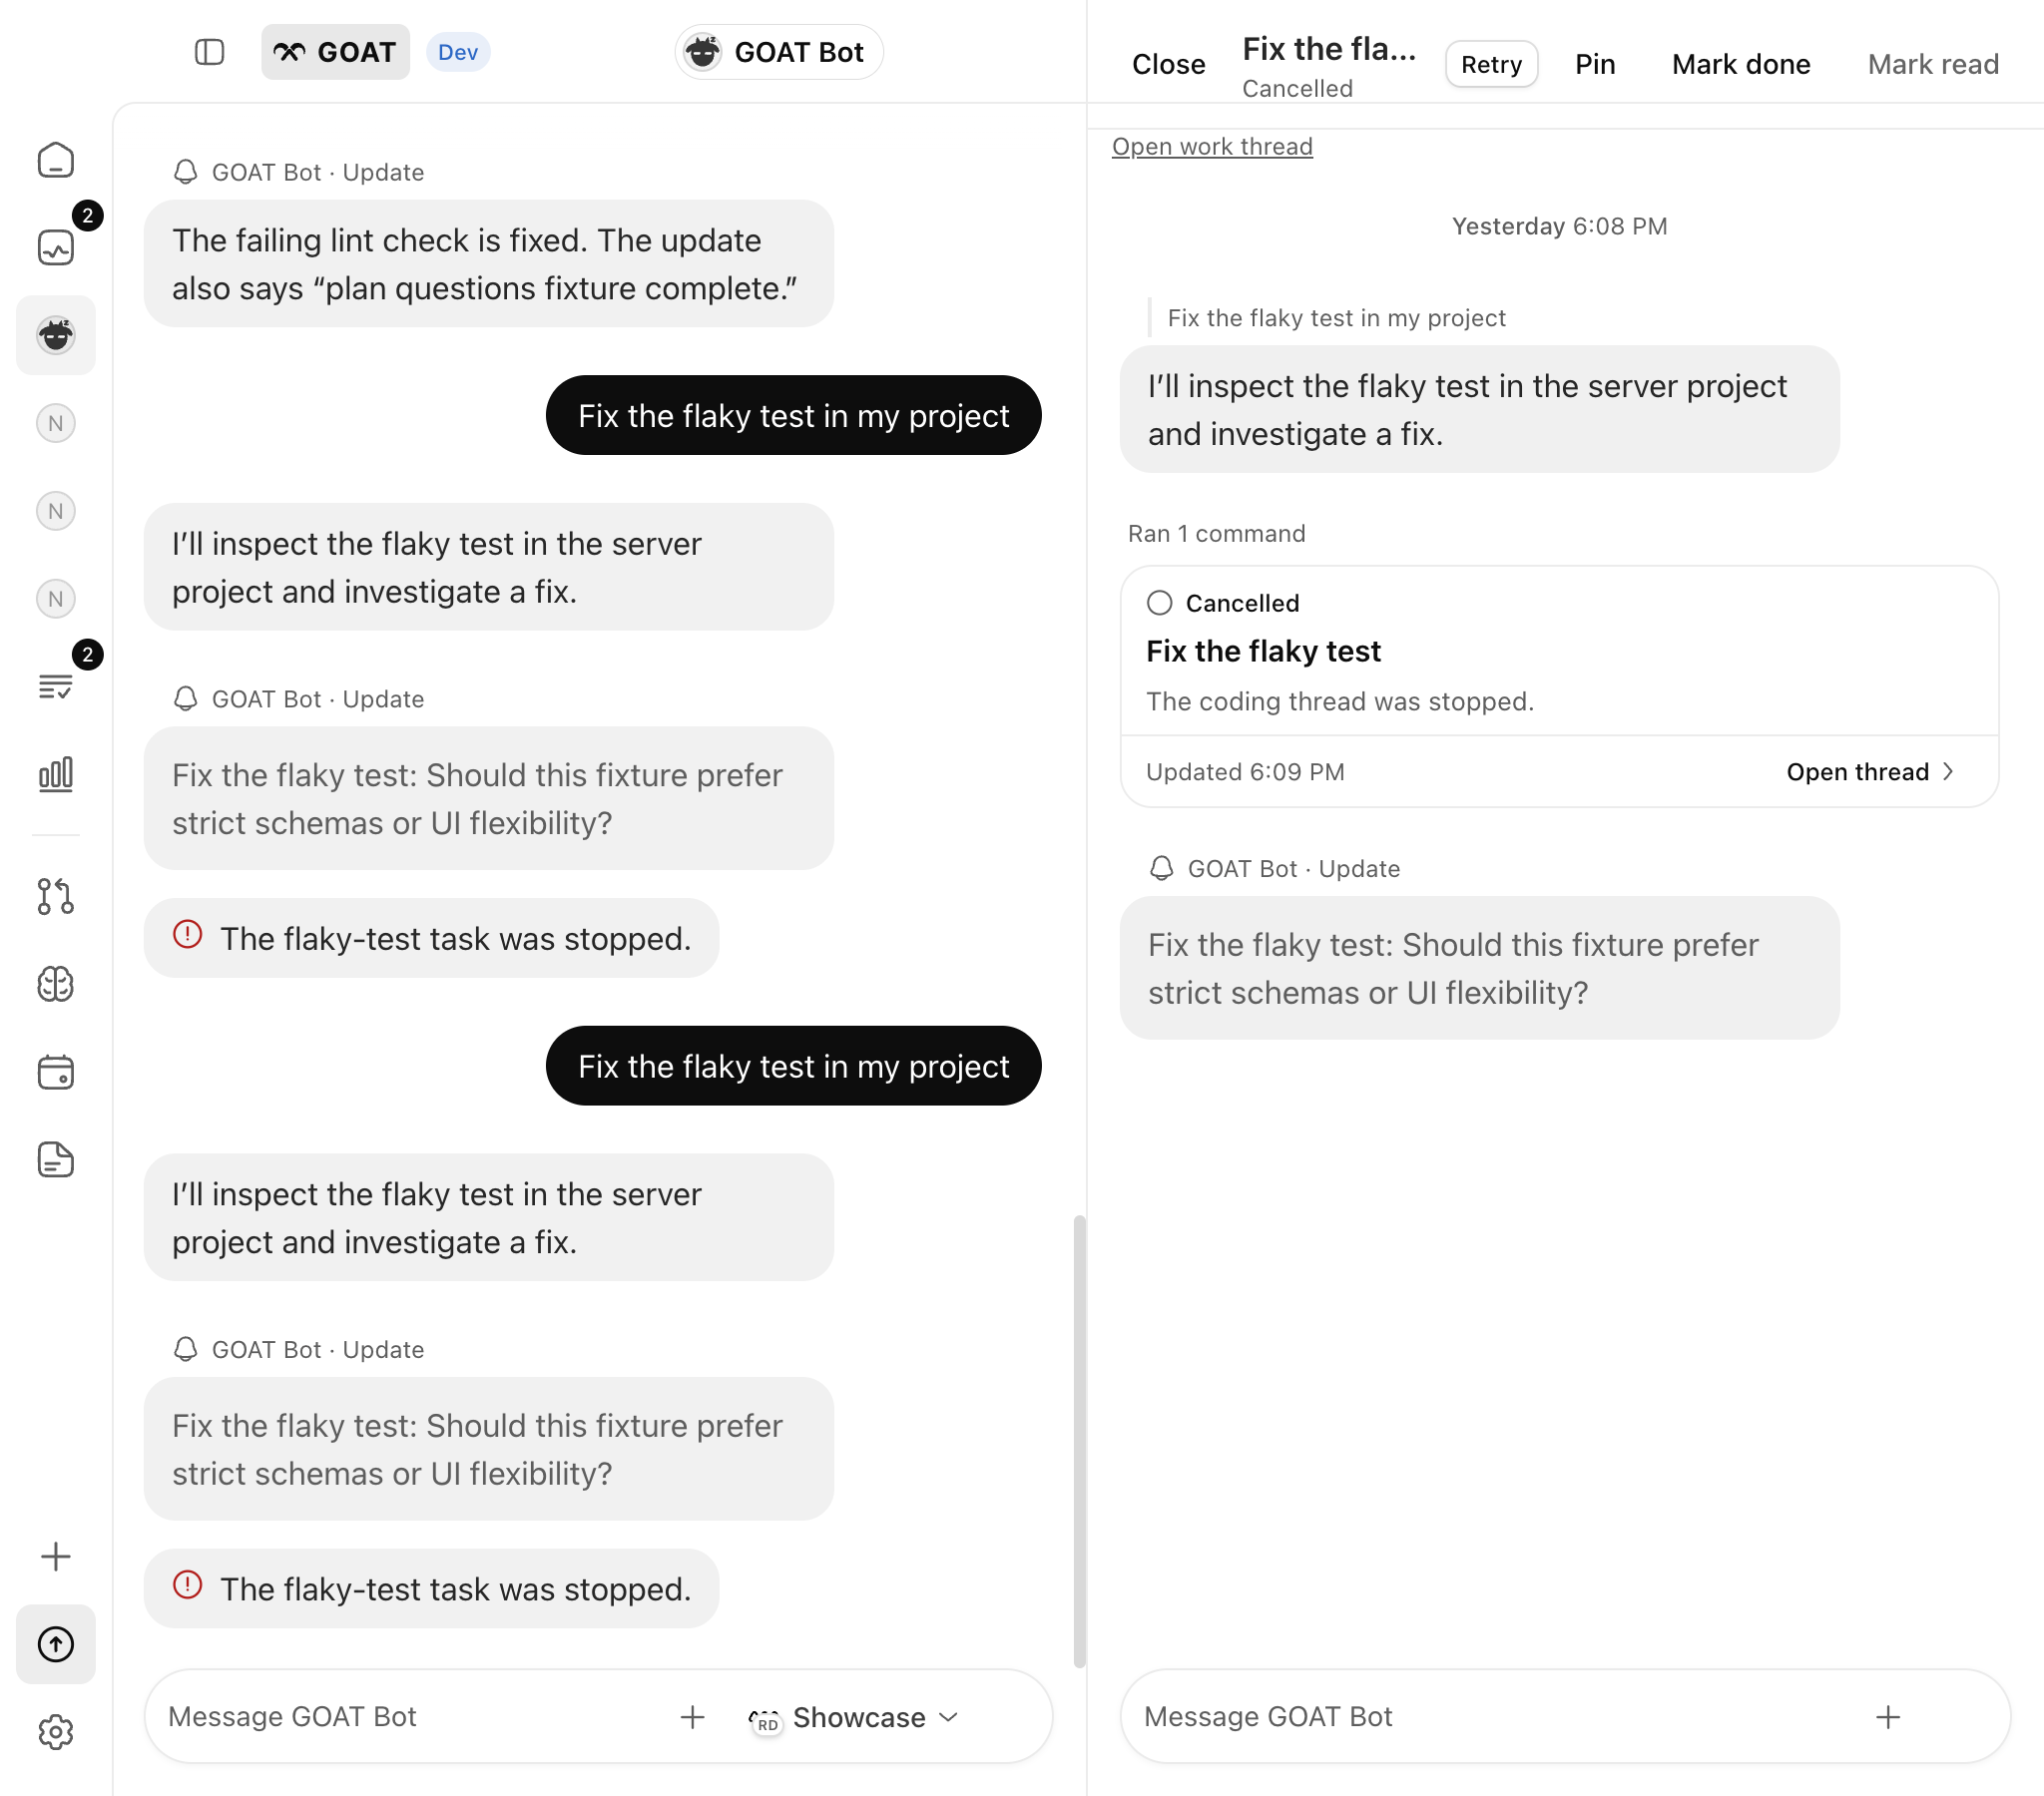 GOAT
Dev
GOAT Bot
2
N
N
N
2
GOAT Bot · Update
The failing lint check is fixed. The update
also says “plan questions fixture complete.”
Fix the flaky test in my project
I’ll inspect the flaky test in the server
project and investigate a fix.
GOAT Bot · Update
Fix the flaky test: Should this fixture prefer
strict schemas or UI flexibility?
The flaky-test task was stopped.
Fix the flaky test in my project
I’ll inspect the flaky test in the server
project and investigate a fix.
GOAT Bot · Update
Fix the flaky test: Should this fixture prefer
strict schemas or UI flexibility?
The flaky-test task was stopped.
Message GOAT Bot
RD
Showcase
Close
Fix the fla...
Cancelled
Retry
Pin
Mark done
Mark read
Open work thread
Yesterday 6:08 PM
Fix the flaky test in my project
I’ll inspect the flaky test in the server project
and investigate a fix.
Ran 1 command
Cancelled
Fix the flaky test
The coding thread was stopped.
Updated 6:09 PM
Open thread
GOAT Bot · Update
Fix the flaky test: Should this fixture prefer
strict schemas or UI flexibility?
Message GOAT Bot